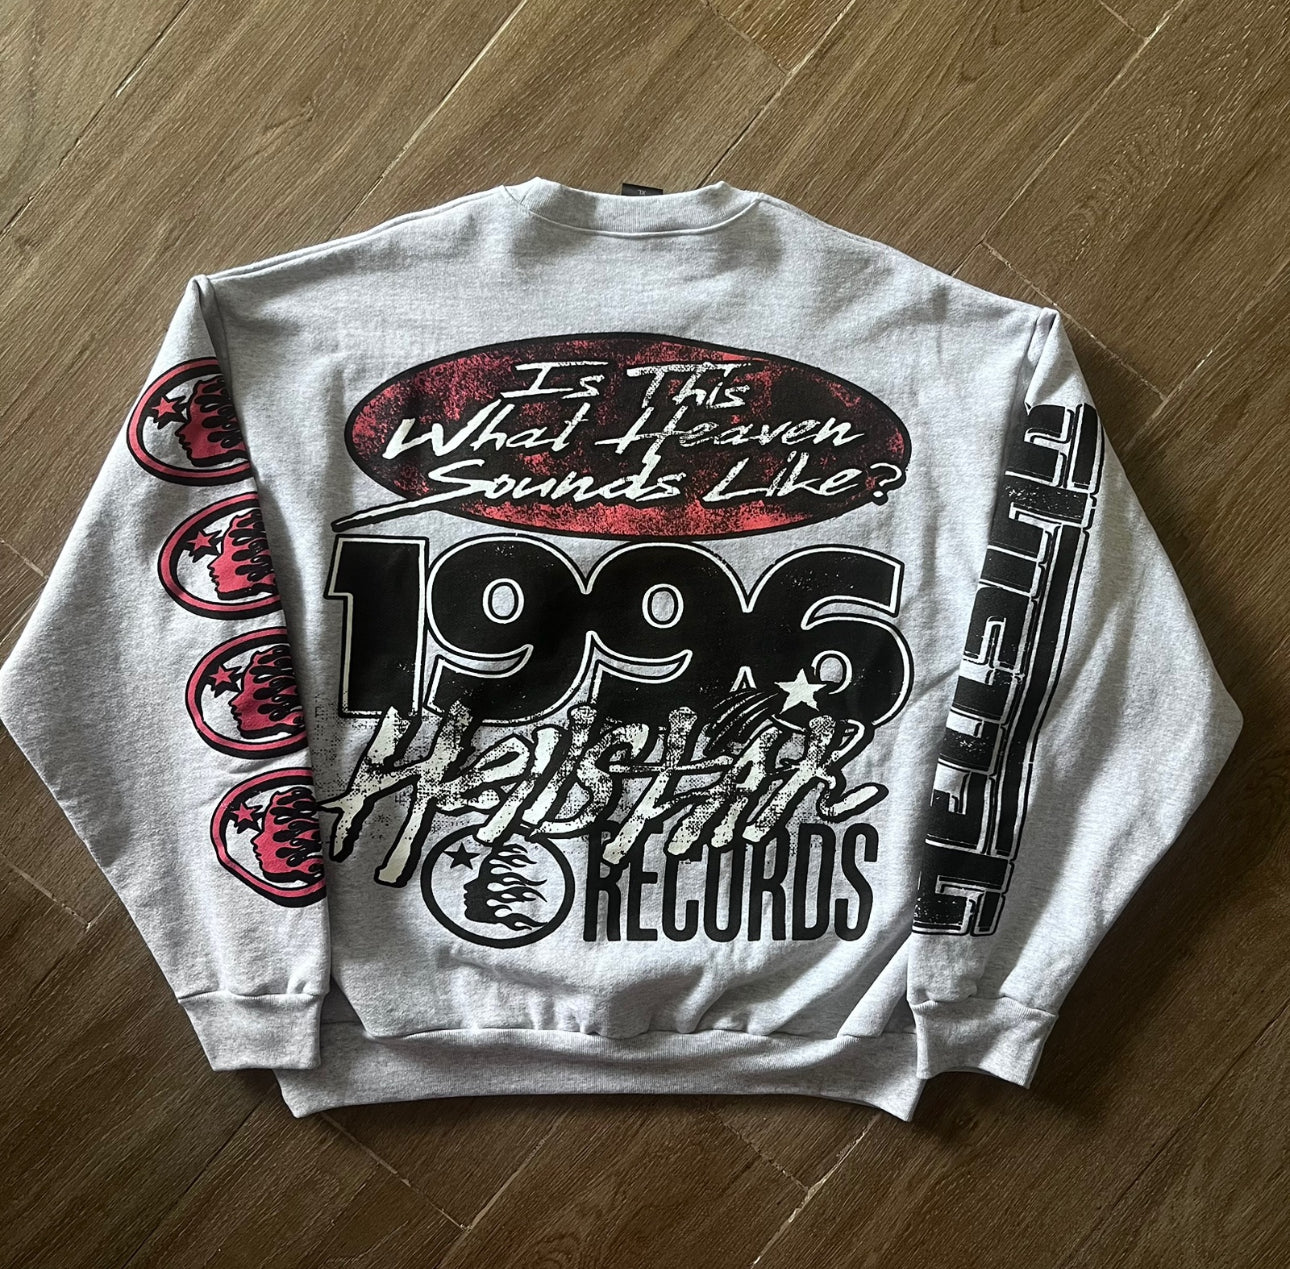 Is This
What Heaven
Sounds Like?
1996
Hellstar
RECORDS